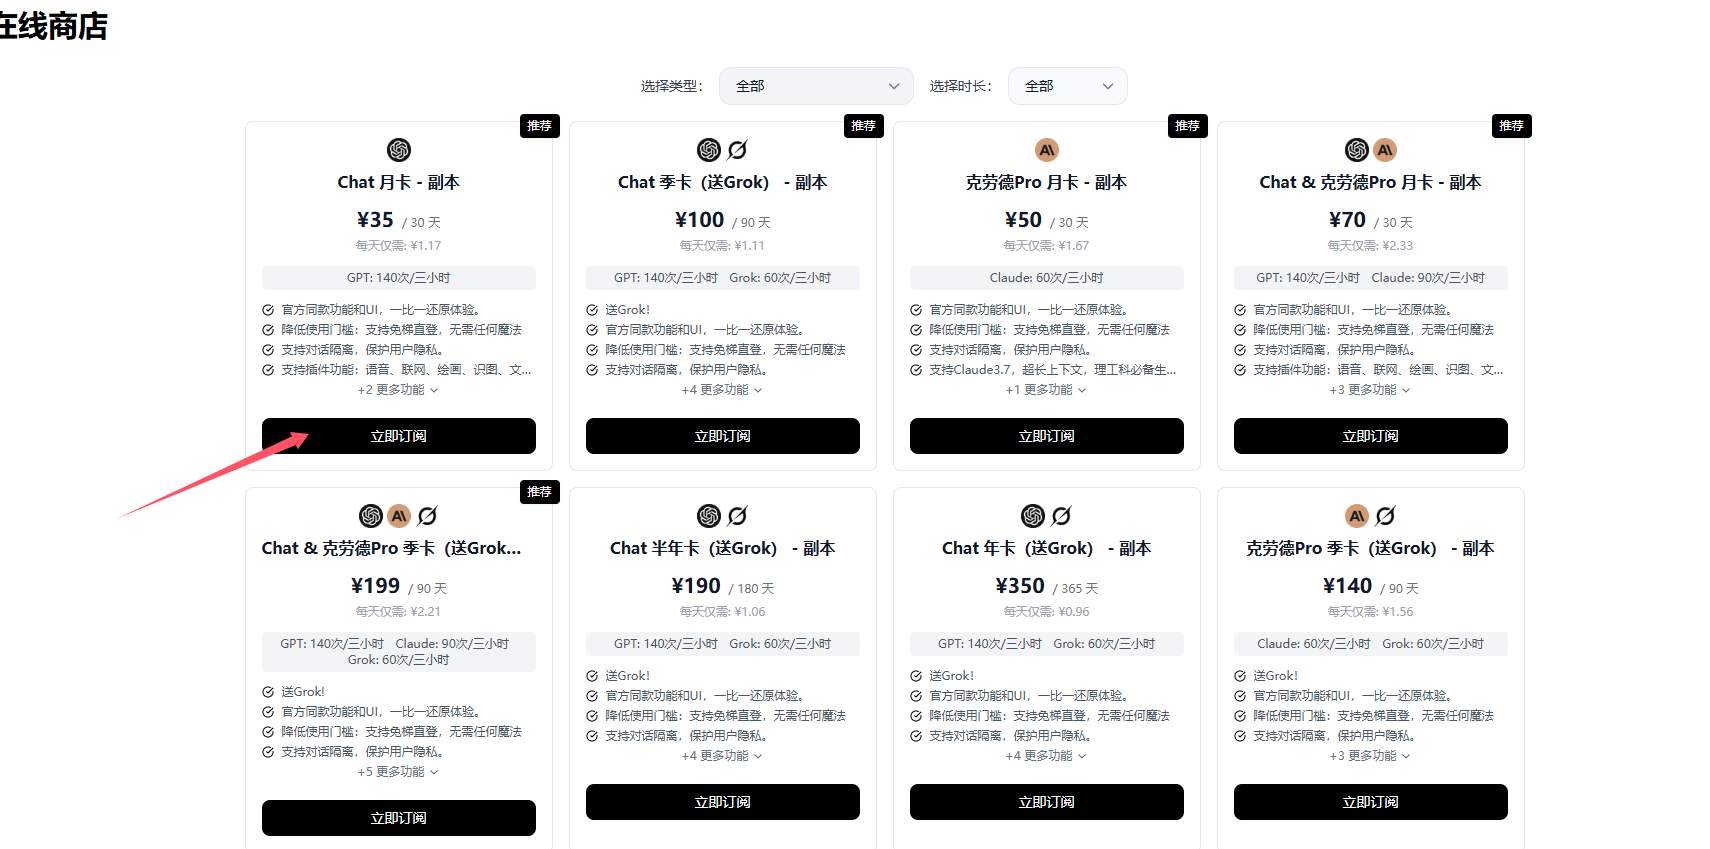 在线商店
选择类型： 全部 选择时长： 全部
推荐
Chat 月卡 - 副本
¥35 / 30 天
每天仅需: ¥1.17
GPT: 140次/三小时
官方同款功能和UI，一比一还原体验。
降低使用门槛：支持免梯直登，无需任何魔法
支持对话隔离，保护用户隐私。
支持插件功能：语音、联网、绘画、识图、文...
+2 更多功能
立即订阅
推荐
Chat 季卡（送Grok） - 副本
¥100 / 90 天
每天仅需: ¥1.11
GPT: 140次/三小时 Grok: 60次/三小时
送Grok!
官方同款功能和UI，一比一还原体验。
降低使用门槛：支持免梯直登，无需任何魔法
支持对话隔离，保护用户隐私。
+4 更多功能
立即订阅
推荐
克劳德Pro 月卡 - 副本
¥50 / 30 天
每天仅需: ¥1.67
Claude: 60次/三小时
官方同款功能和UI，一比一还原体验。
降低使用门槛：支持免梯直登，无需任何魔法
支持对话隔离，保护用户隐私。
支持Claude3.7，超长上下文，理工科必备生...
+1 更多功能
立即订阅
推荐
Chat & 克劳德Pro 月卡 - 副本
¥70 / 30 天
每天仅需: ¥2.33
GPT: 140次/三小时 Claude: 90次/三小时
官方同款功能和UI，一比一还原体验。
降低使用门槛：支持免梯直登，无需任何魔法
支持对话隔离，保护用户隐私。
支持插件功能：语音、联网、绘画、识图、文...
+3 更多功能
立即订阅
推荐
Chat & 克劳德Pro 季卡（送Grok...
¥199 / 90 天
每天仅需: ¥2.21
GPT: 140次/三小时 Claude: 90次/三小时
Grok: 60次/三小时
送Grok!
官方同款功能和UI，一比一还原体验。
降低使用门槛：支持免梯直登，无需任何魔法
支持对话隔离，保护用户隐私。
+5 更多功能
立即订阅
Chat 半年卡（送Grok） - 副本
¥190 / 180 天
每天仅需: ¥1.06
GPT: 140次/三小时 Grok: 60次/三小时
送Grok!
官方同款功能和UI，一比一还原体验。
降低使用门槛：支持免梯直登，无需任何魔法
支持对话隔离，保护用户隐私。
+4 更多功能
立即订阅
Chat 年卡（送Grok） - 副本
¥350 / 365 天
每天仅需: ¥0.96
GPT: 140次/三小时 Grok: 60次/三小时
送Grok!
官方同款功能和UI，一比一还原体验。
降低使用门槛：支持免梯直登，无需任何魔法
支持对话隔离，保护用户隐私。
+4 更多功能
立即订阅
克劳德Pro 季卡（送Grok） - 副本
¥140 / 90 天
每天仅需: ¥1.56
Claude: 60次/三小时 Grok: 60次/三小时
送Grok!
官方同款功能和UI，一比一还原体验。
降低使用门槛：支持免梯直登，无需任何魔法
支持对话隔离，保护用户隐私。
+3 更多功能
立即订阅